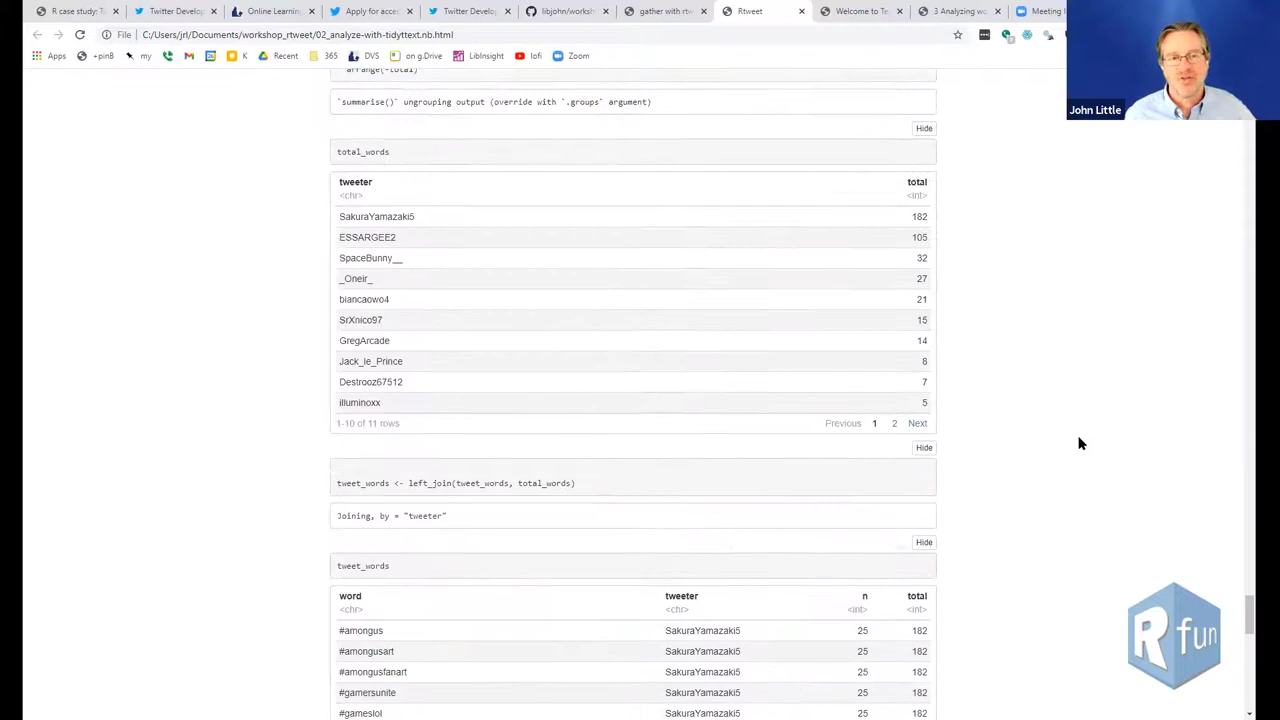 R case study: T
Twitter Develo
Online Learning
Apply for acce
Twitter Develo
libjohn/worksh
gather with rtw
Rtweet
Welcome to Te
3 Analyzing wo
Meeting I
File C:/Users/jrl/Documents/workshop_rtweet/02_analyze-with-tidyttext.nb.html
Apps +pin8 my K Recent 365 DVS on g.Drive LibInsight lofi Zoom
John Little
arrange(-total)
`summarise()` ungrouping output (override with `.groups` argument)
Hide
total_words
tweeter total
<chr> <int>
SakuraYamazaki5 182
ESSARGEE2 105
SpaceBunny__ 32
_Oneir_ 27
biancaowo4 21
SrXnico97 15
GregArcade 14
Jack_le_Prince 8
Destrooz67512 7
illuminoxx 5
1-10 of 11 rows Previous 1 2 Next
Hide
tweet_words <- left_join(tweet_words, total_words)
Joining, by = "tweeter"
Hide
tweet_words
word tweeter n total
<chr> <chr> <int> <int>
#amongus SakuraYamazaki5 25 182
#amongusart SakuraYamazaki5 25 182
#amongusfanart SakuraYamazaki5 25 182
#gamersunite SakuraYamazaki5 25 182
#gameslol SakuraYamazaki5 25 182
R fun